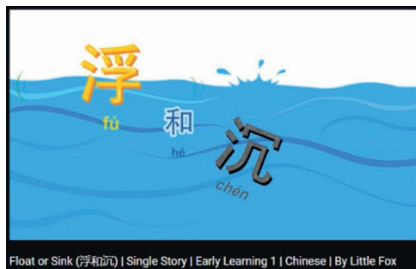 浮
fú
和
hé
沉
chén
Float or Sink (浮和沉) | Single Story | Early Learning 1 | Chinese | By Little Fox